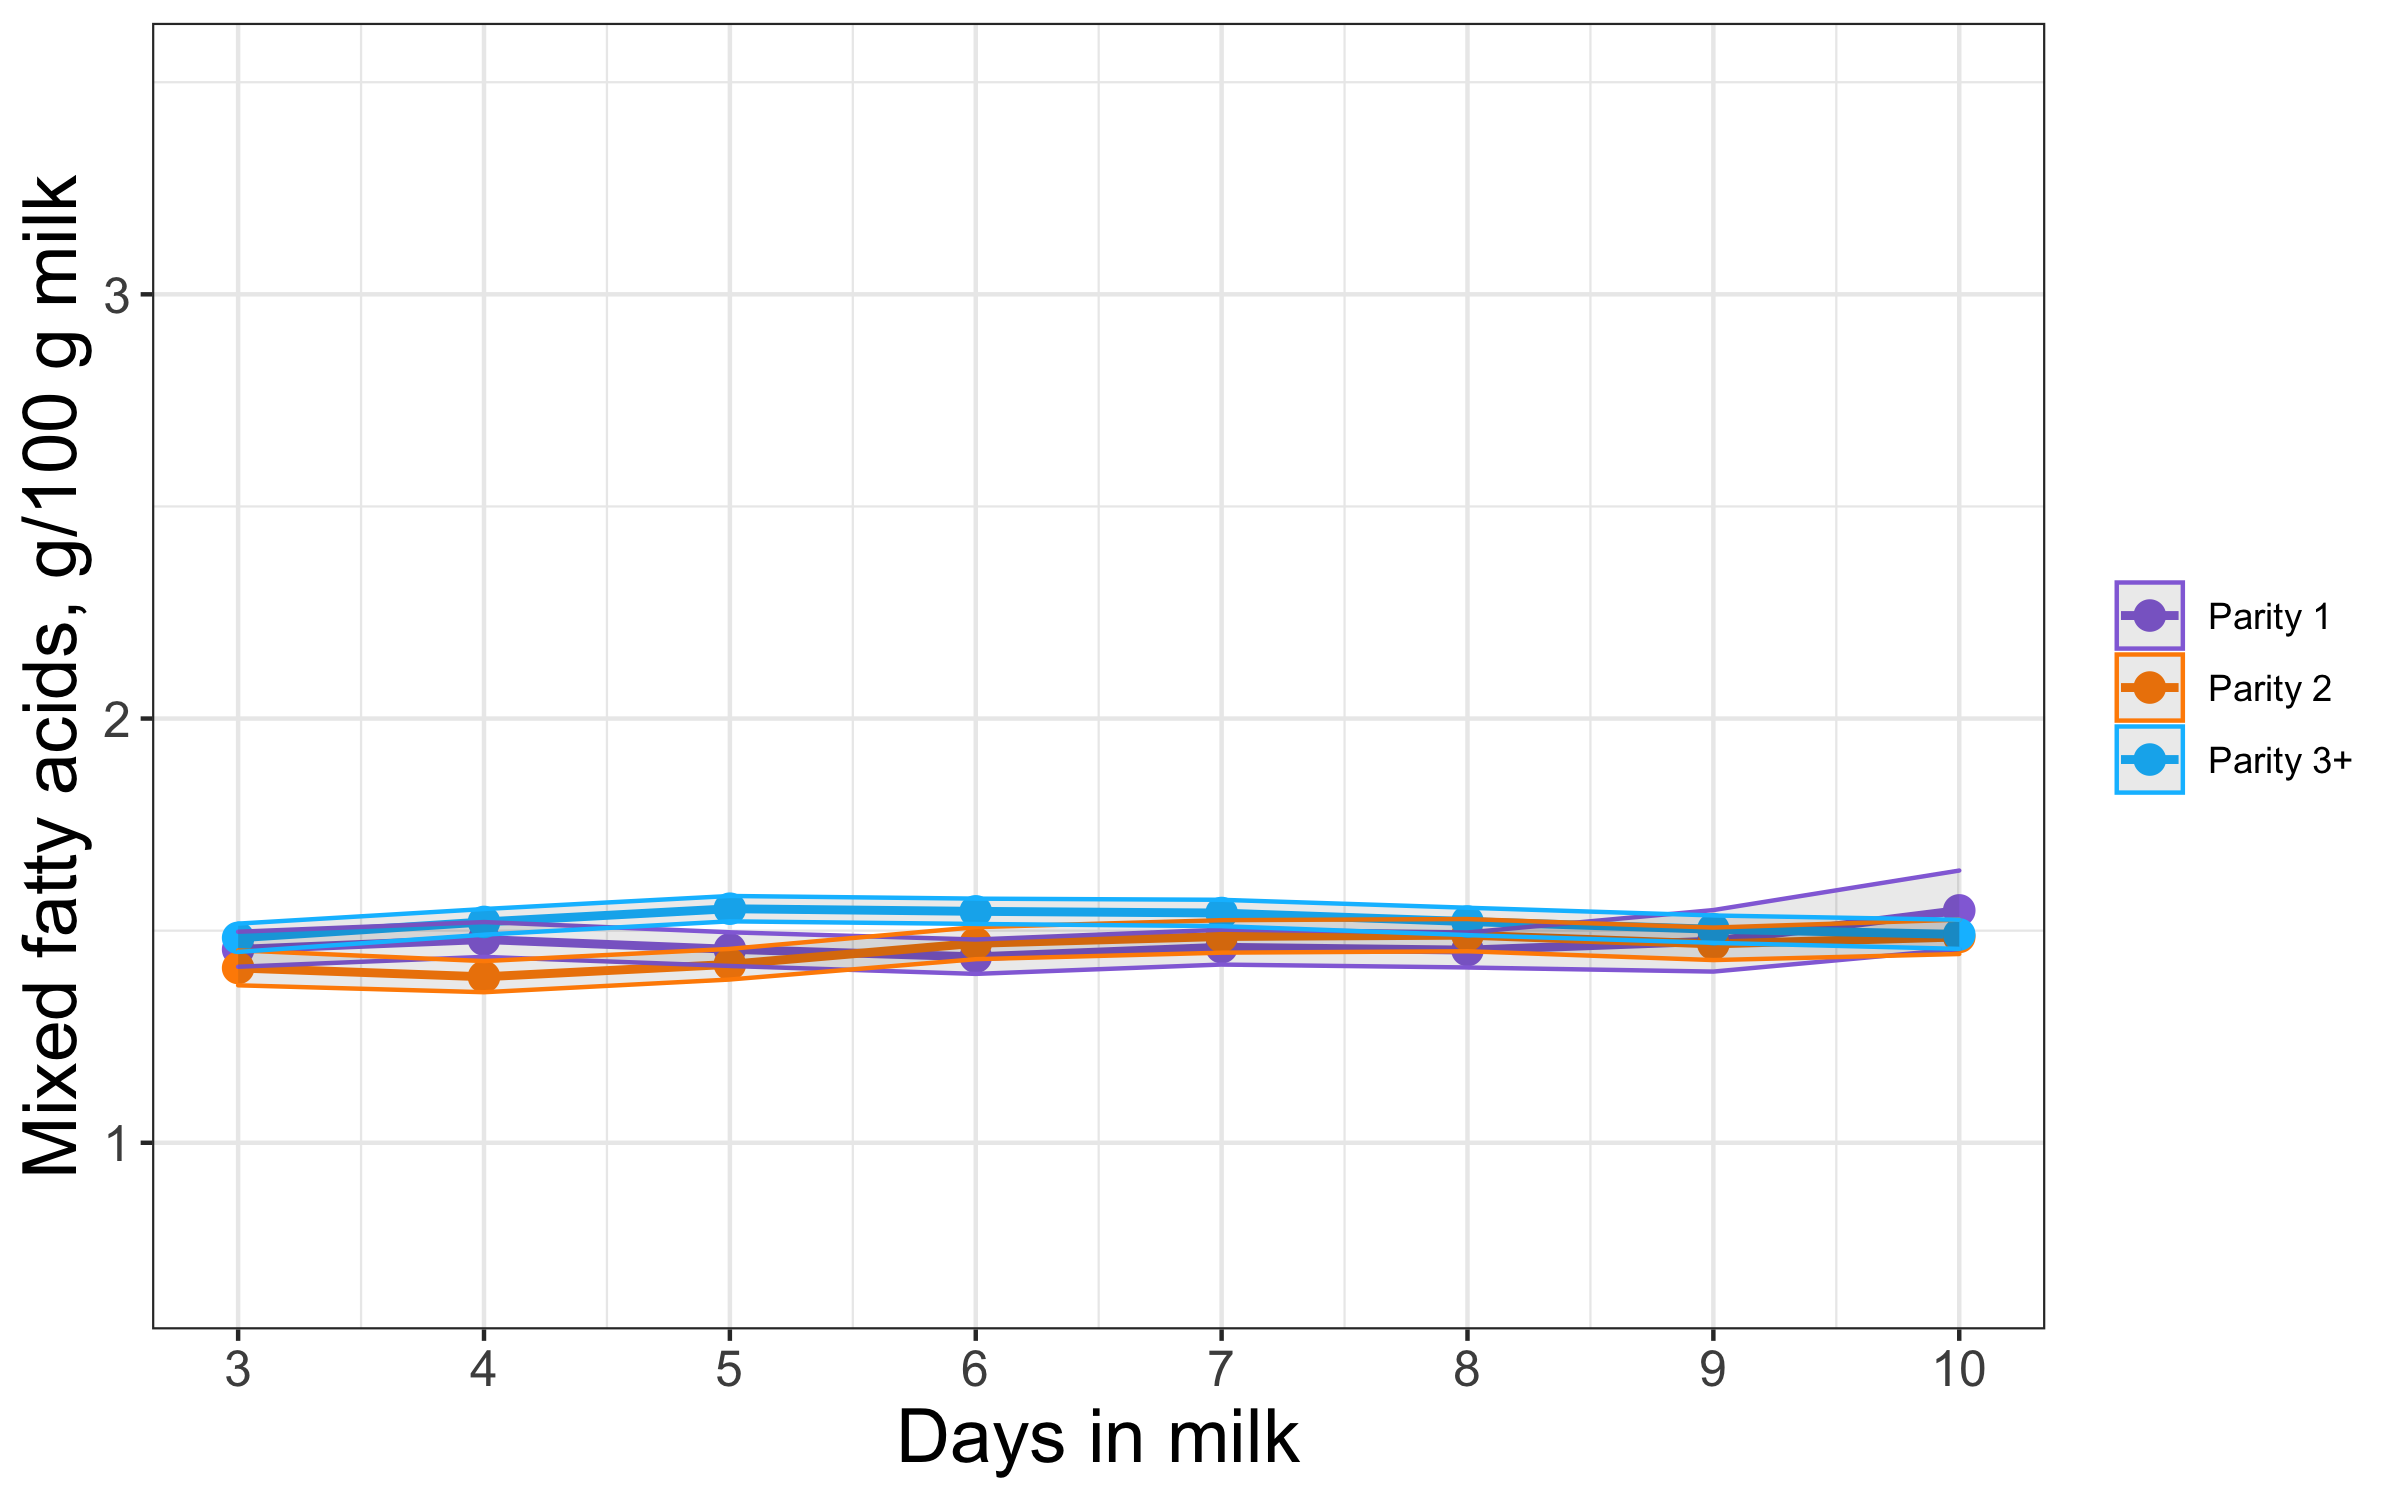 Mixed fatty acids, g/100 g milk
3
2
1
3 4 5 6 7 8 9 10
Days in milk
Parity 1
Parity 2
Parity 3+